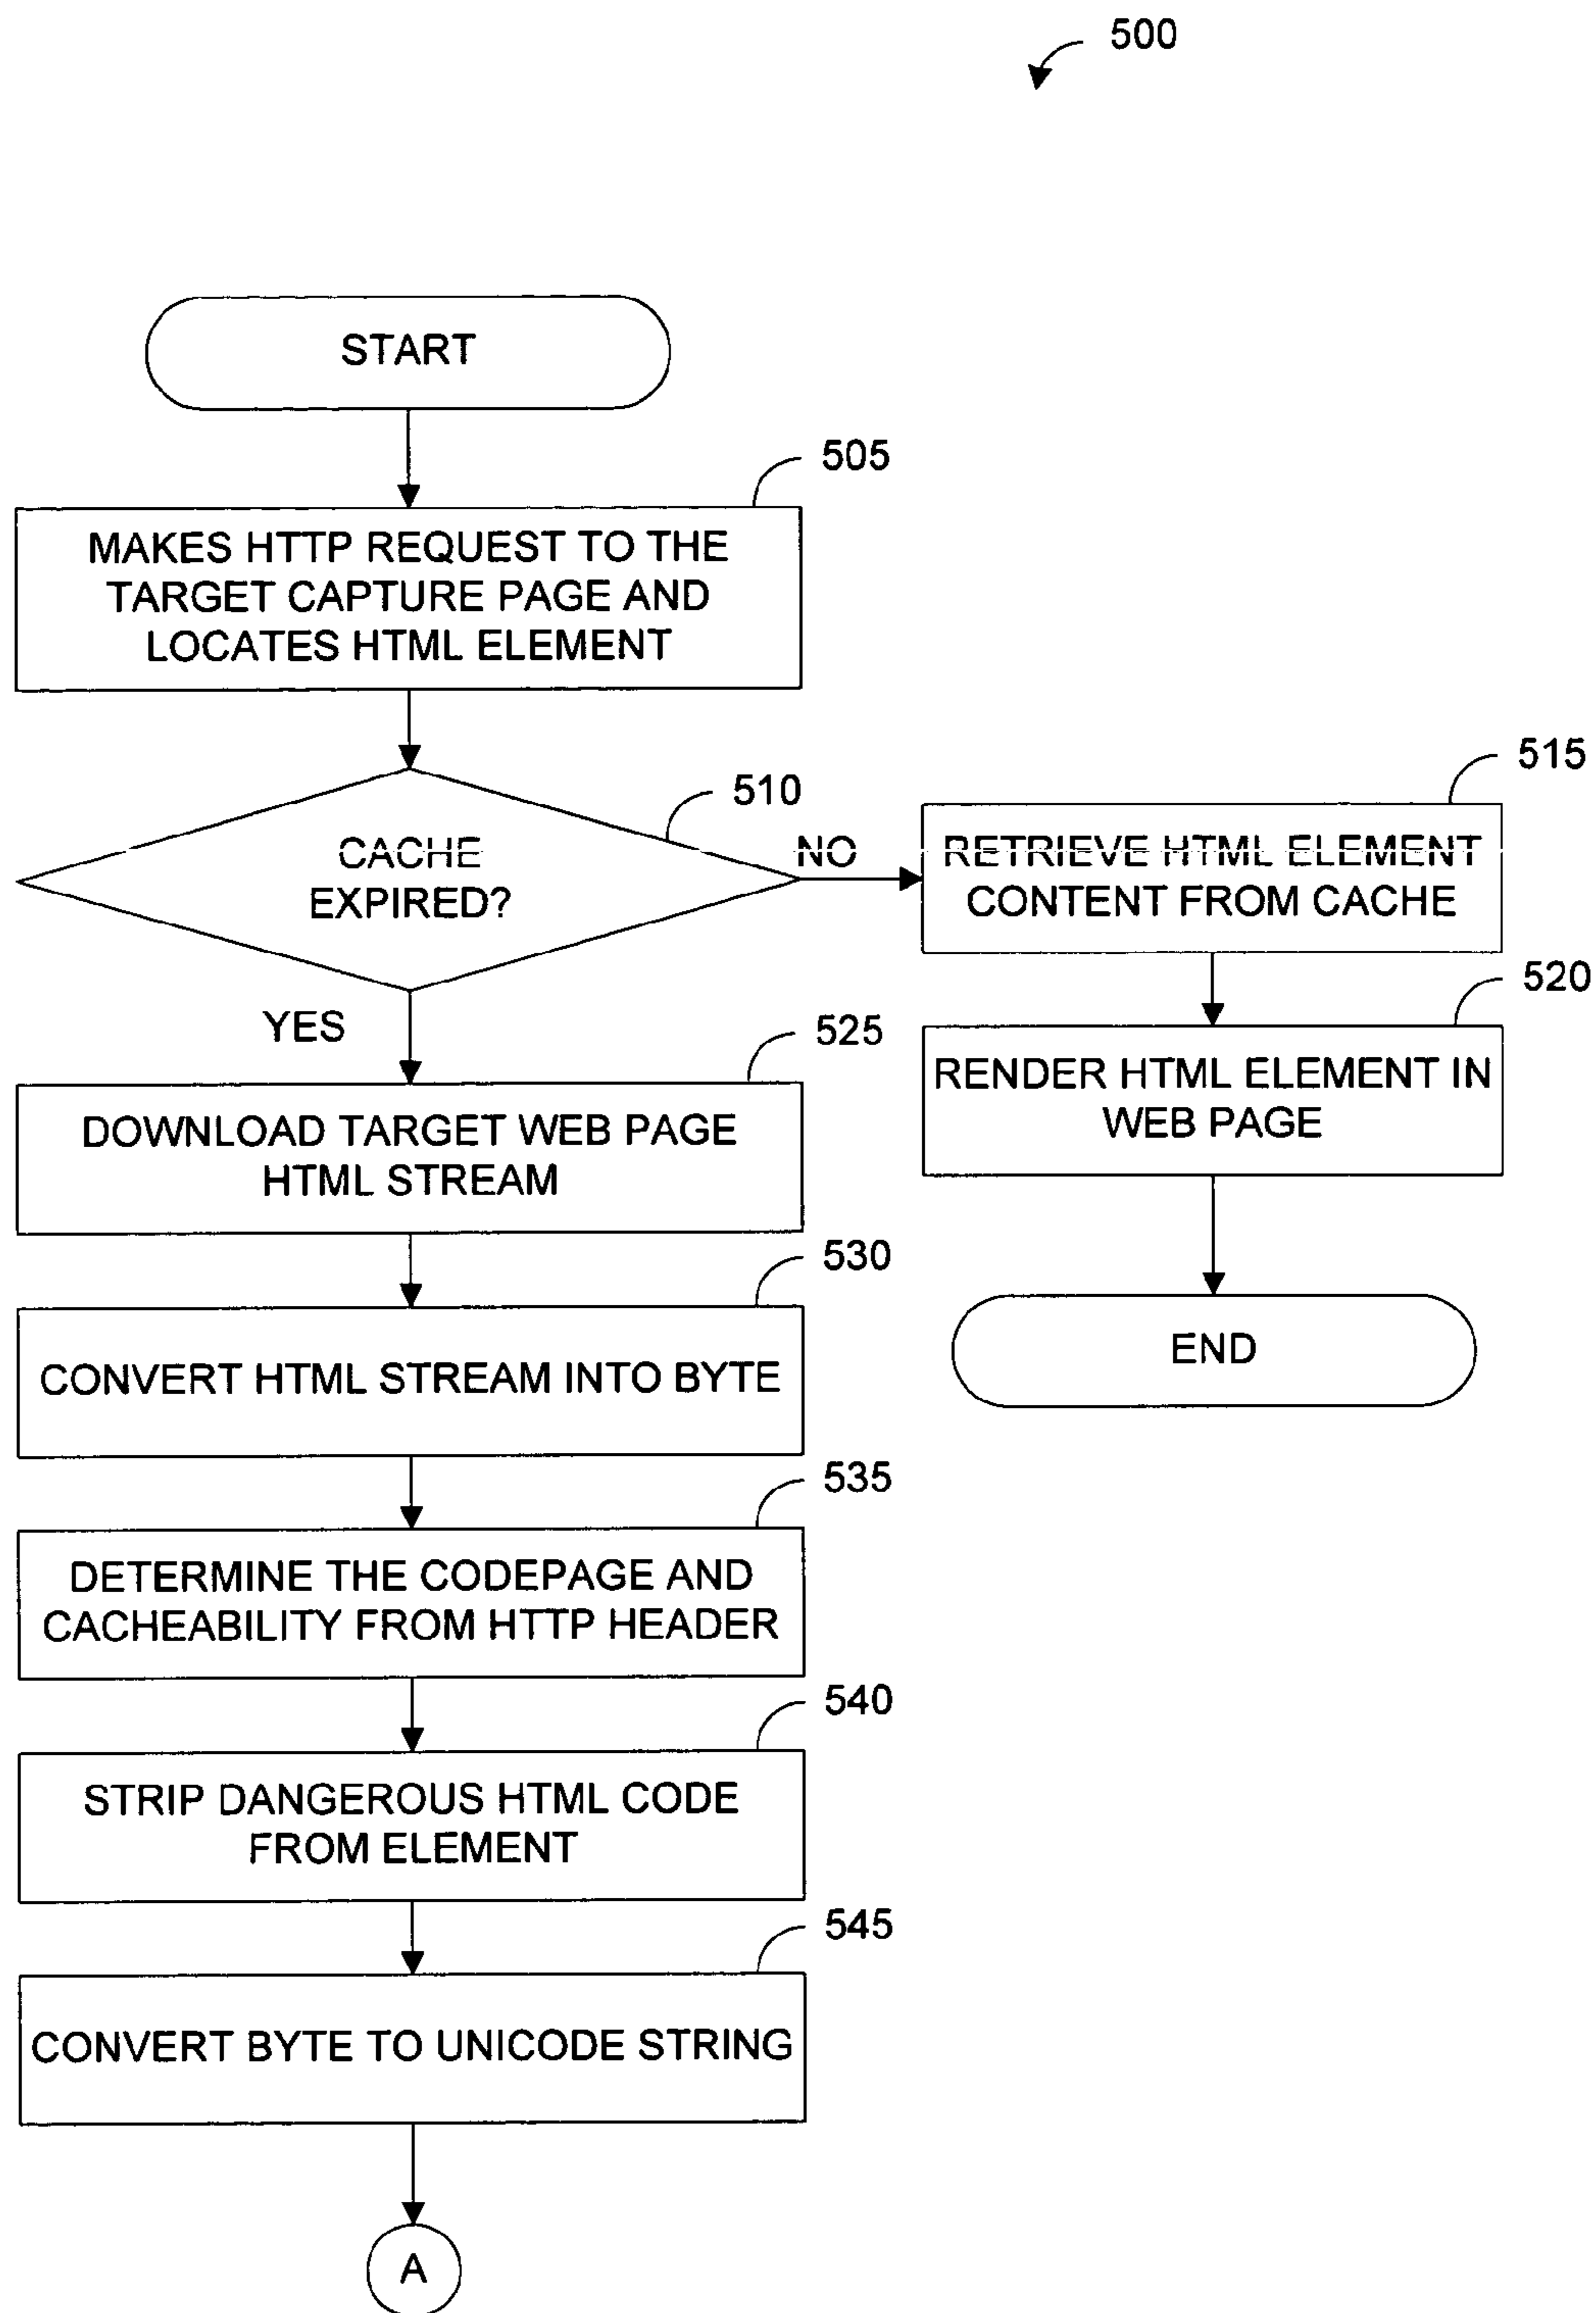 500
START
505
MAKES HTTP REQUEST TO THE
TARGET CAPTURE PAGE AND
LOCATES HTML ELEMENT
510
CACHE
EXPIRED?
NO
515
RETRIEVE HTML ELEMENT
CONTENT FROM CACHE
520
RENDER HTML ELEMENT IN
WEB PAGE
END
YES
525
DOWNLOAD TARGET WEB PAGE
HTML STREAM
530
CONVERT HTML STREAM INTO BYTE
535
DETERMINE THE CODEPAGE AND
CACHEABILITY FROM HTTP HEADER
540
STRIP DANGEROUS HTML CODE
FROM ELEMENT
545
CONVERT BYTE TO UNICODE STRING
A